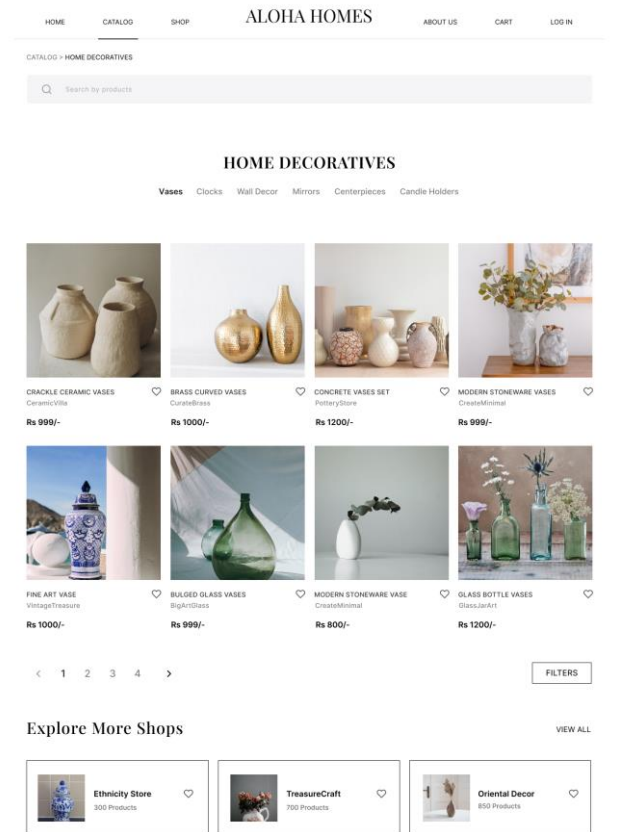 HOME CATALOG SHOP ALOHA HOMES ABOUT US CART LOG IN
CATALOG > HOME DECORATIVES
Search by products
HOME DECORATIVES
Vases Clocks Wall Decor Mirrors Centerpieces Candle Holders
CRACKLE CERAMIC VASES BRASS CURVED VASES CONCRETE VASES SET MODERN STONEWARE VASES
CeramicVilla CurateBrass PotteryStore CreateMinimal
Rs 999/- Rs 1000/- Rs 1200/- Rs 999/-
FINE ART VASE BULGED GLASS VASES MODERN STONEWARE VASE GLASS BOTTLE VASES
VintageTreasure BigArtGlass CreateMinimal GlassJarArt
Rs 1000/- Rs 999/- Rs 800/- Rs 1200/-
< 1 2 3 4 > FILTERS
Explore More Shops VIEW ALL
Ethnicity Store TreasureCraft Oriental Decor
300 Products 700 Products 850 Products